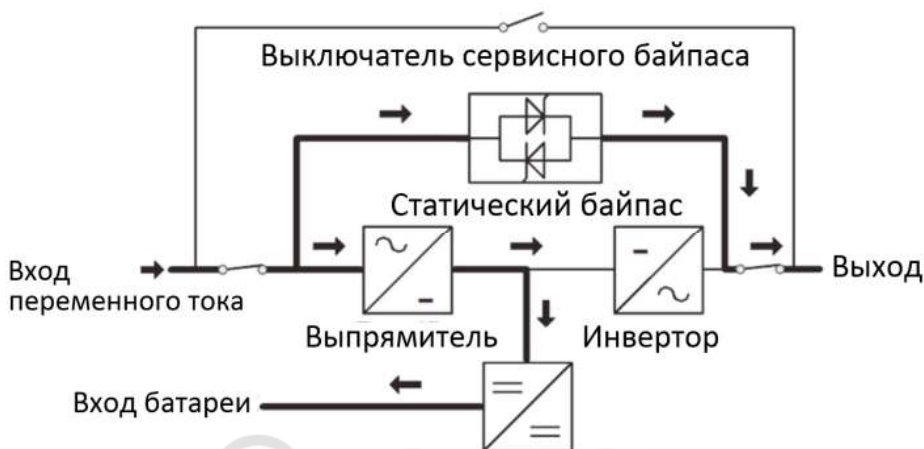 Выключатель сервисного байпаса
Статический байпас
Вход
переменного тока
Выход
Выпрямитель
Инвертор
Вход батареи